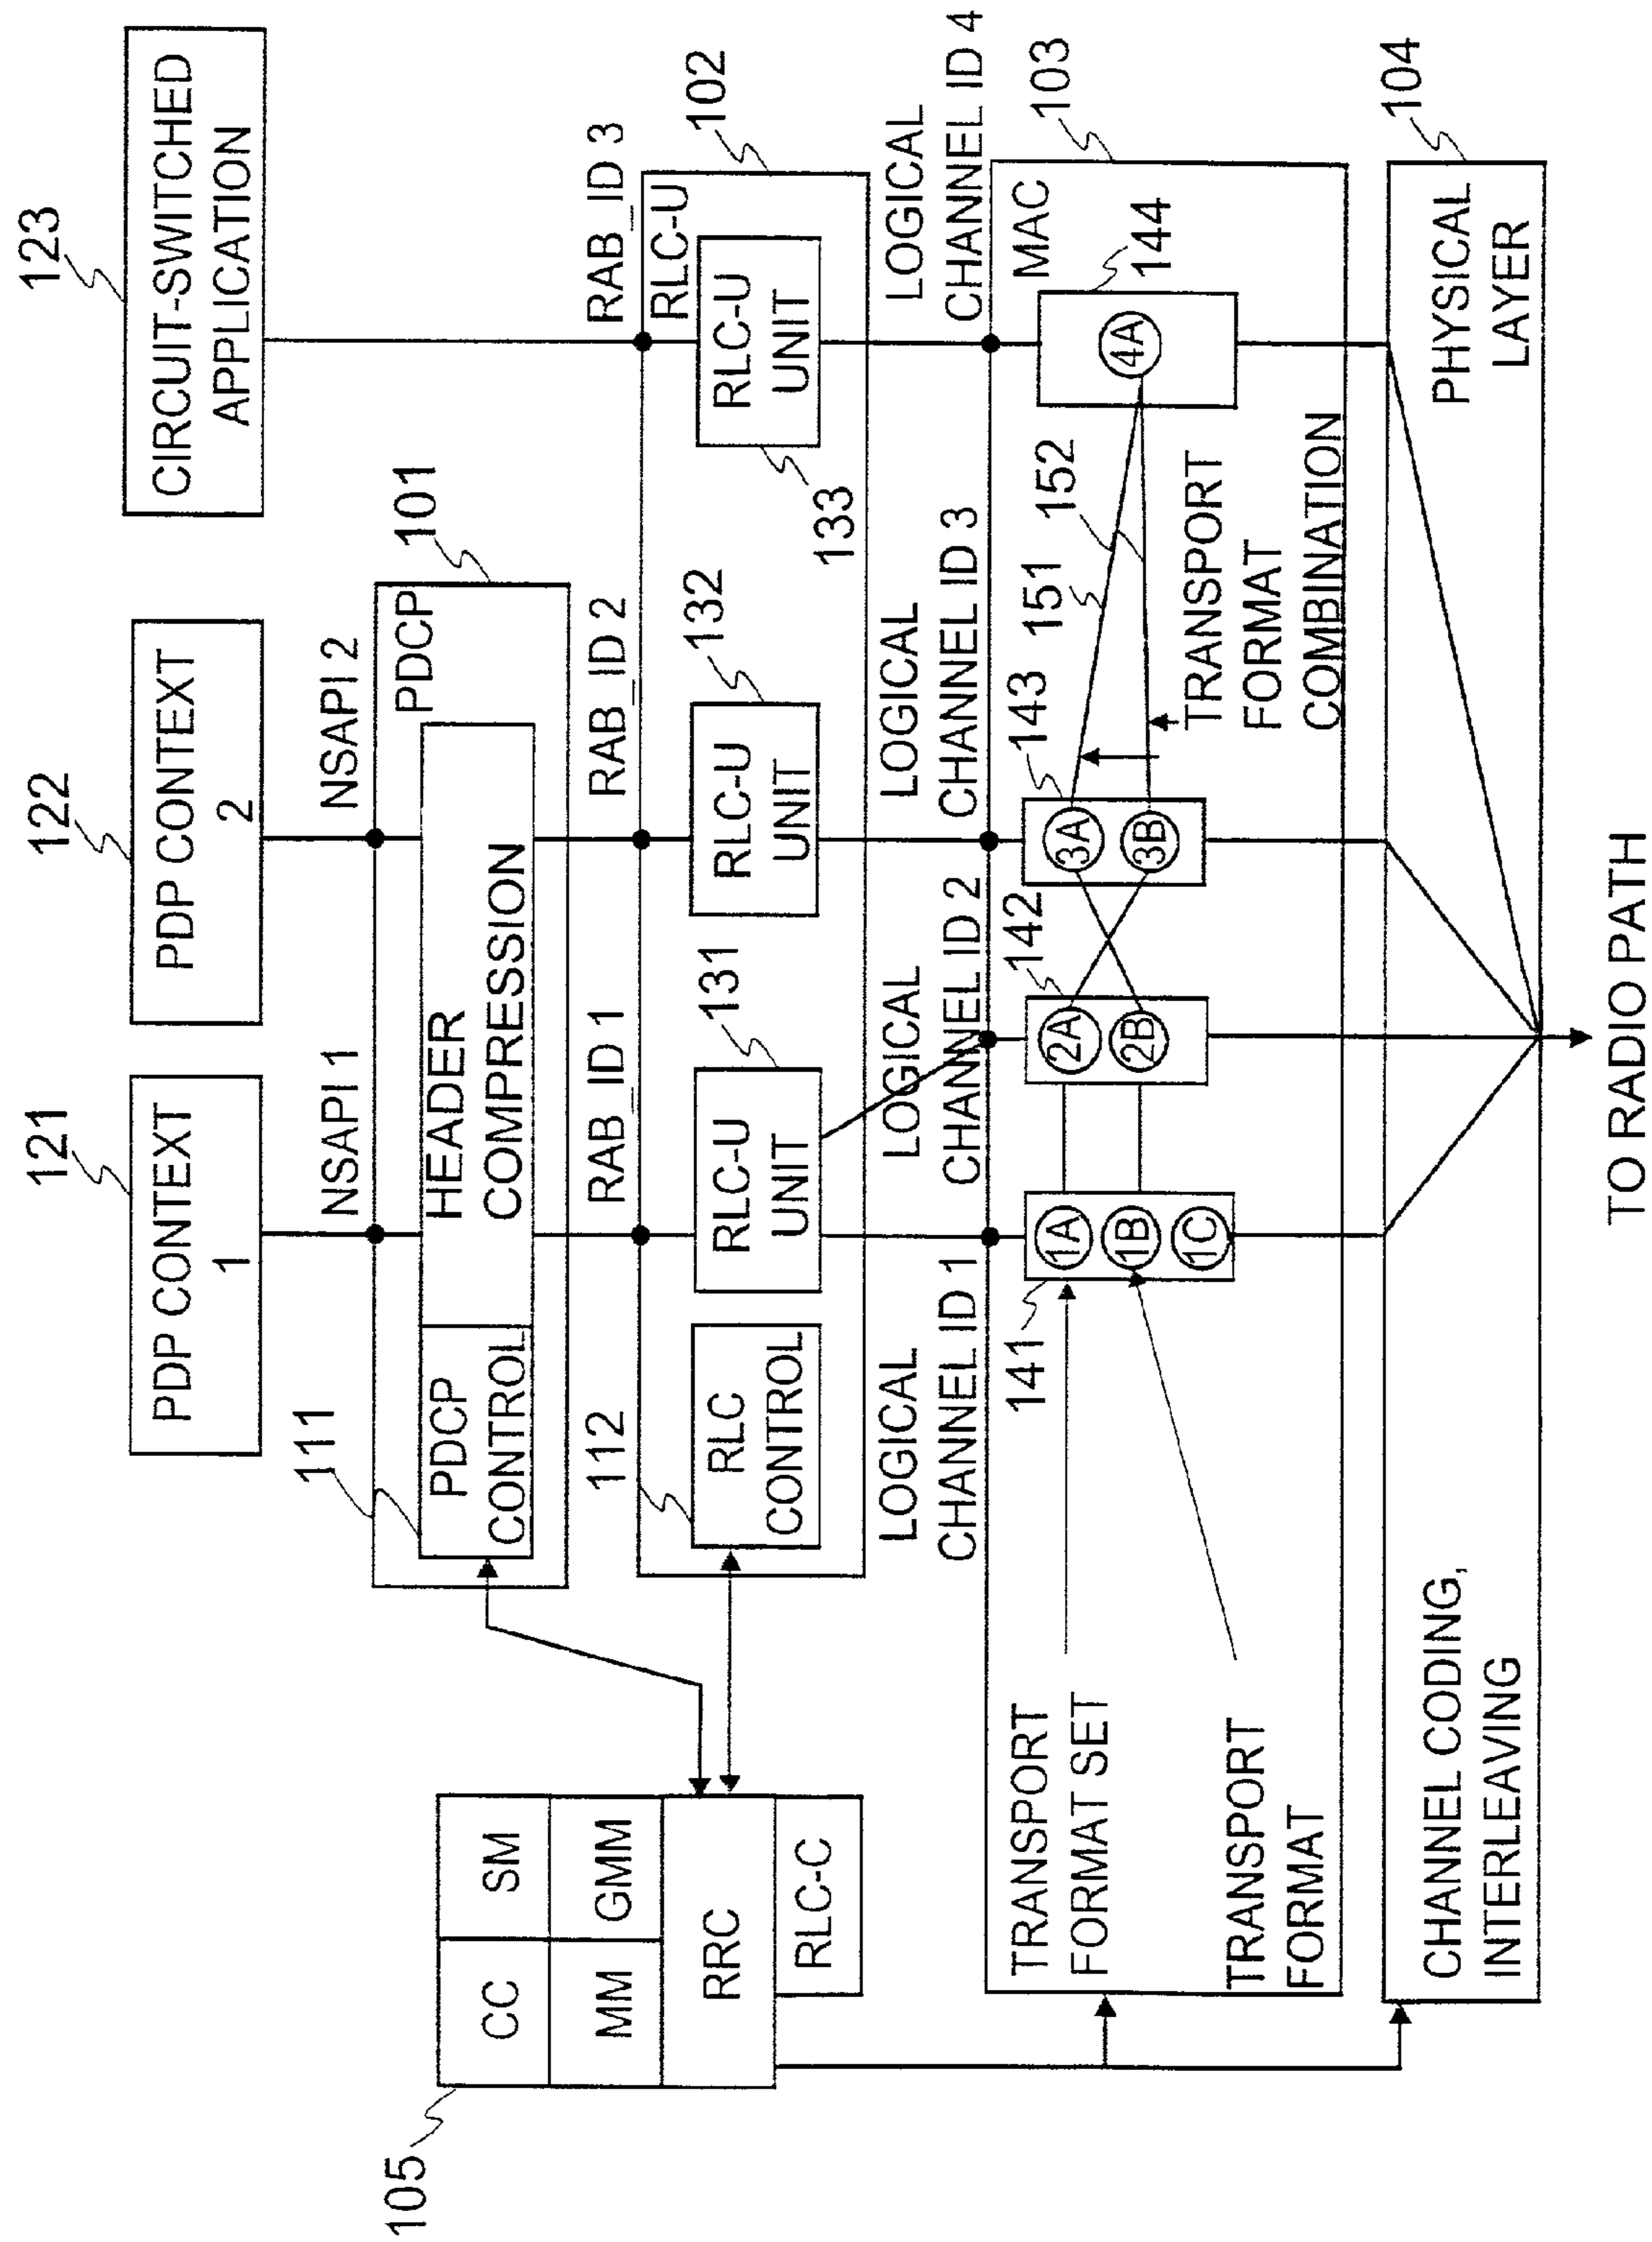 121
PDP CONTEXT
1
122
PDP CONTEXT
2
123
CIRCUIT-SWITCHED
APPLICATION
NSAPI 1
NSAPI 2
101
111
PDCP
PDCP
CONTROL
HEADER
COMPRESSION
105
CC
SM
MM
GMM
RRC
RLC-C
RAB_ID 1
RAB_ID 2
RAB_ID 3
102
112
RLC-U
RLC
CONTROL
131
RLC-U
UNIT
132
RLC-U
UNIT
133
RLC-U
UNIT
LOGICAL
CHANNEL ID 1
LOGICAL
CHANNEL ID 2
LOGICAL
CHANNEL ID 3
LOGICAL
CHANNEL ID 4
103
MAC
TRANSPORT
FORMAT SET
TRANSPORT
FORMAT
141
1A
1B
1C
142
2A
2B
143
3A
3B
151
152
TRANSPORT
FORMAT
COMBINATION
144
4A
104
CHANNEL CODING,
INTERLEAVING
PHYSICAL
LAYER
TO RADIO PATH